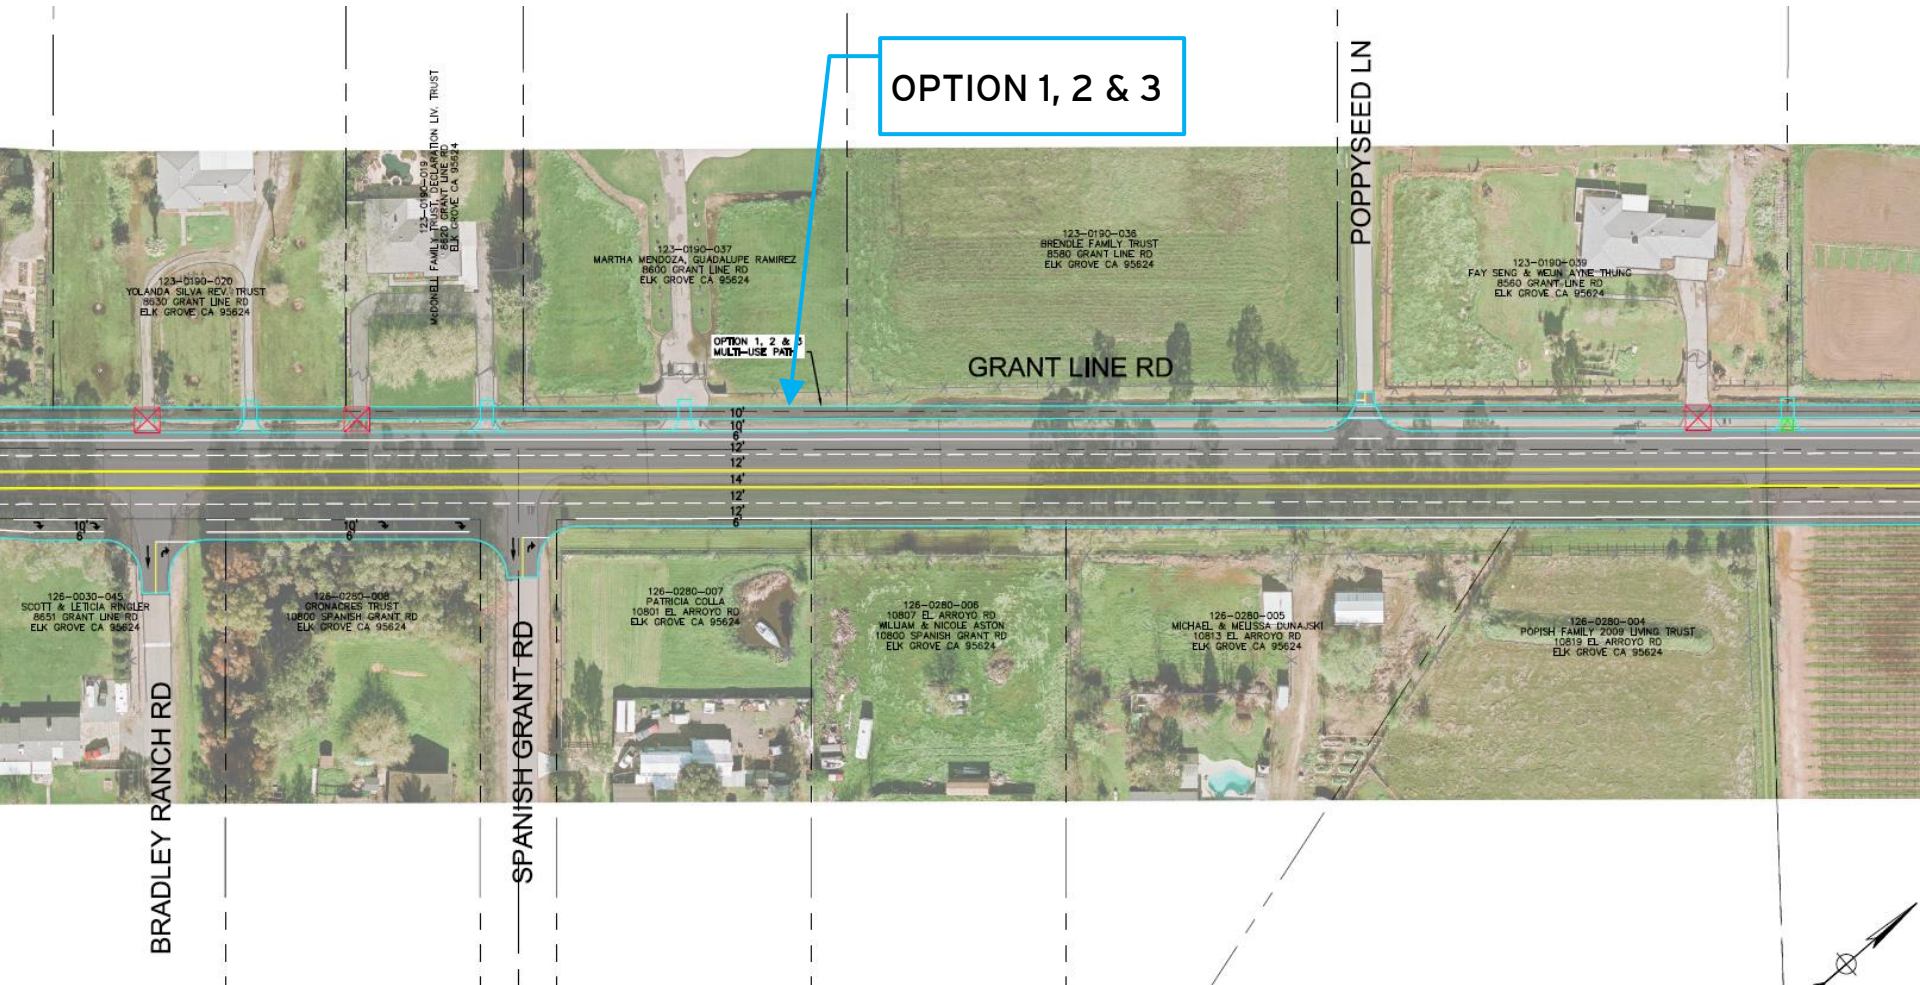 OPTION 1, 2 & 3
POPPYSEED LN
123-0190-020
YOLANDA SILVA REV. TRUST
8630 GRANT LINE RD
ELK GROVE CA 95624
123-0190-019
McDONELL FAMILY TRUST, DECLARATION LIV. TRUST
8620 GRANT LINE RD
ELK GROVE CA 95624
123-0190-037
MARTHA MENDOZA, GUADALUPE RAMIREZ
8600 GRANT LINE RD
ELK GROVE CA 95624
123-0190-036
BRENDLE FAMILY TRUST
8580 GRANT LINE RD
ELK GROVE CA 95624
123-0190-039
FAY SENG & WEIJN AYNE THUNG
8560 GRANT LINE RD
ELK GROVE CA 95624
OPTION 1, 2 & 3
MULTI-USE PATH
GRANT LINE RD
10'
10'
6'
12'
12'
14'
12'
12'
6'
10'
6'
10'
6'
126-0030-045
SCOTT & LETICIA RINGLER
8651 GRANT LINE RD
ELK GROVE CA 95624
126-0280-008
GRONACRES TRUST
10800 SPANISH GRANT RD
ELK GROVE CA 95624
126-0280-007
PATRICIA COLLA
10801 EL ARROYO RD
ELK GROVE CA 95624
126-0280-006
10807 EL ARROYO RD
WILLIAM & NICOLE ASTON
10800 SPANISH GRANT RD
ELK GROVE CA 95624
126-0280-005
MICHAEL & MELISSA DUNAJSKI
10813 EL ARROYO RD
ELK GROVE CA 95624
126-0280-004
POPISH FAMILY 2009 LIVING TRUST
10819 EL ARROYO RD
ELK GROVE CA 95624
BRADLEY RANCH RD
SPANISH GRANT RD